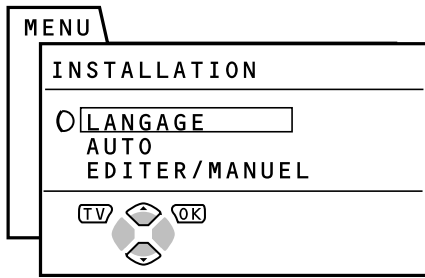 MENU
INSTALLATION
LANGAGE
AUTO
EDITER/MANUEL
TV OK